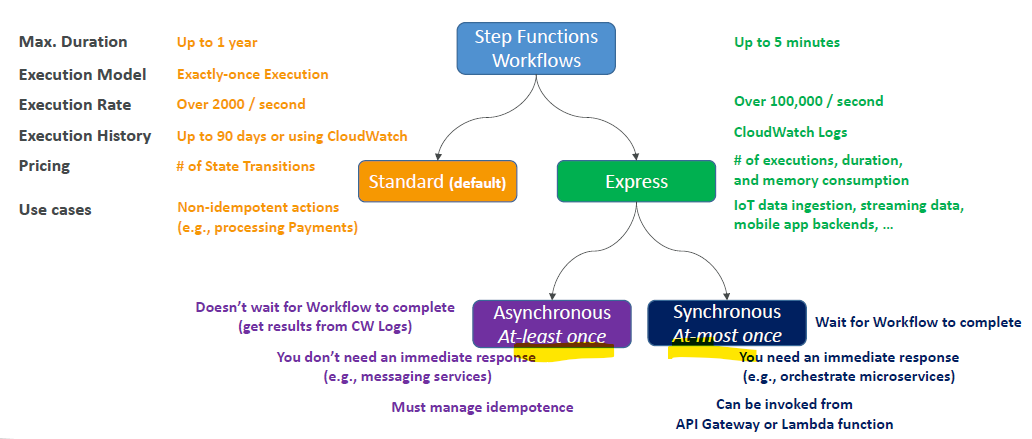 Step Functions
Workflows
Max. Duration
Up to 1 year
Up to 5 minutes
Execution Model
Exactly-once Execution
Execution Rate
Over 2000 / second
Over 100,000 / second
Execution History
Up to 90 days or using CloudWatch
CloudWatch Logs
Pricing
# of State Transitions
# of executions, duration,
and memory consumption
Standard (default)
Express
Use cases
Non-idempotent actions
(e.g., processing Payments)
IoT data ingestion, streaming data,
mobile app backends, …
Doesn’t wait for Workflow to complete
(get results from CW Logs)
Asynchronous
At-least once
Synchronous
At-most once
Wait for Workflow to complete
You don’t need an immediate response
(e.g., messaging services)
You need an immediate response
(e.g., orchestrate microservices)
Must manage idempotence
Can be invoked from
API Gateway or Lambda function